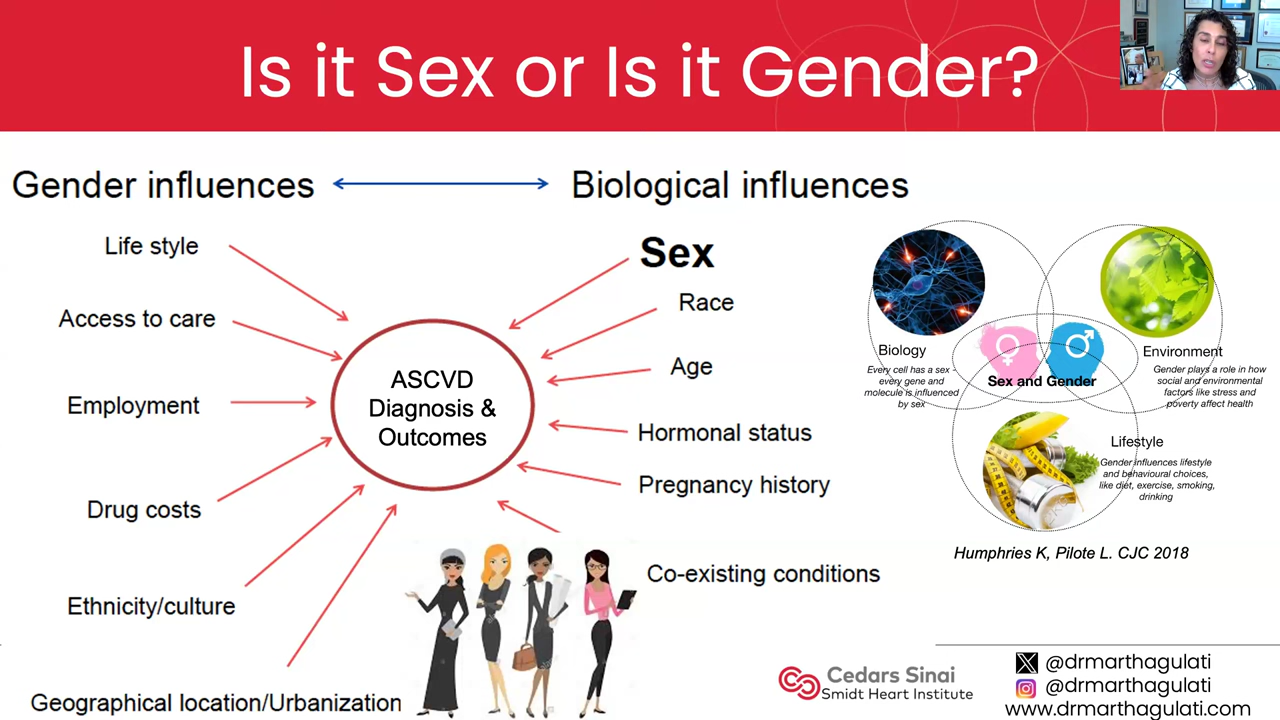 Is it Sex or Is it Gender?
Gender influences
Biological influences
Life style
Access to care
Employment
Drug costs
Ethnicity/culture
Geographical location/Urbanization
ASCVD
Diagnosis &
Outcomes
Sex
Race
Age
Hormonal status
Pregnancy history
Co-existing conditions
Biology
Every cell has a sex -
every gene and
molecule is influenced
by sex
Sex and Gender
Environment
Gender plays a role in how
social and environmental
factors like stress and
poverty affect health
Lifestyle
Gender influences lifestyle
and behavioural choices,
like diet, exercise, smoking,
drinking
Humphries K, Pilote L. CJC 2018
Cedars Sinai
Smidt Heart Institute
@drmarthagulati
@drmarthagulati
www.drmarthagulati.com